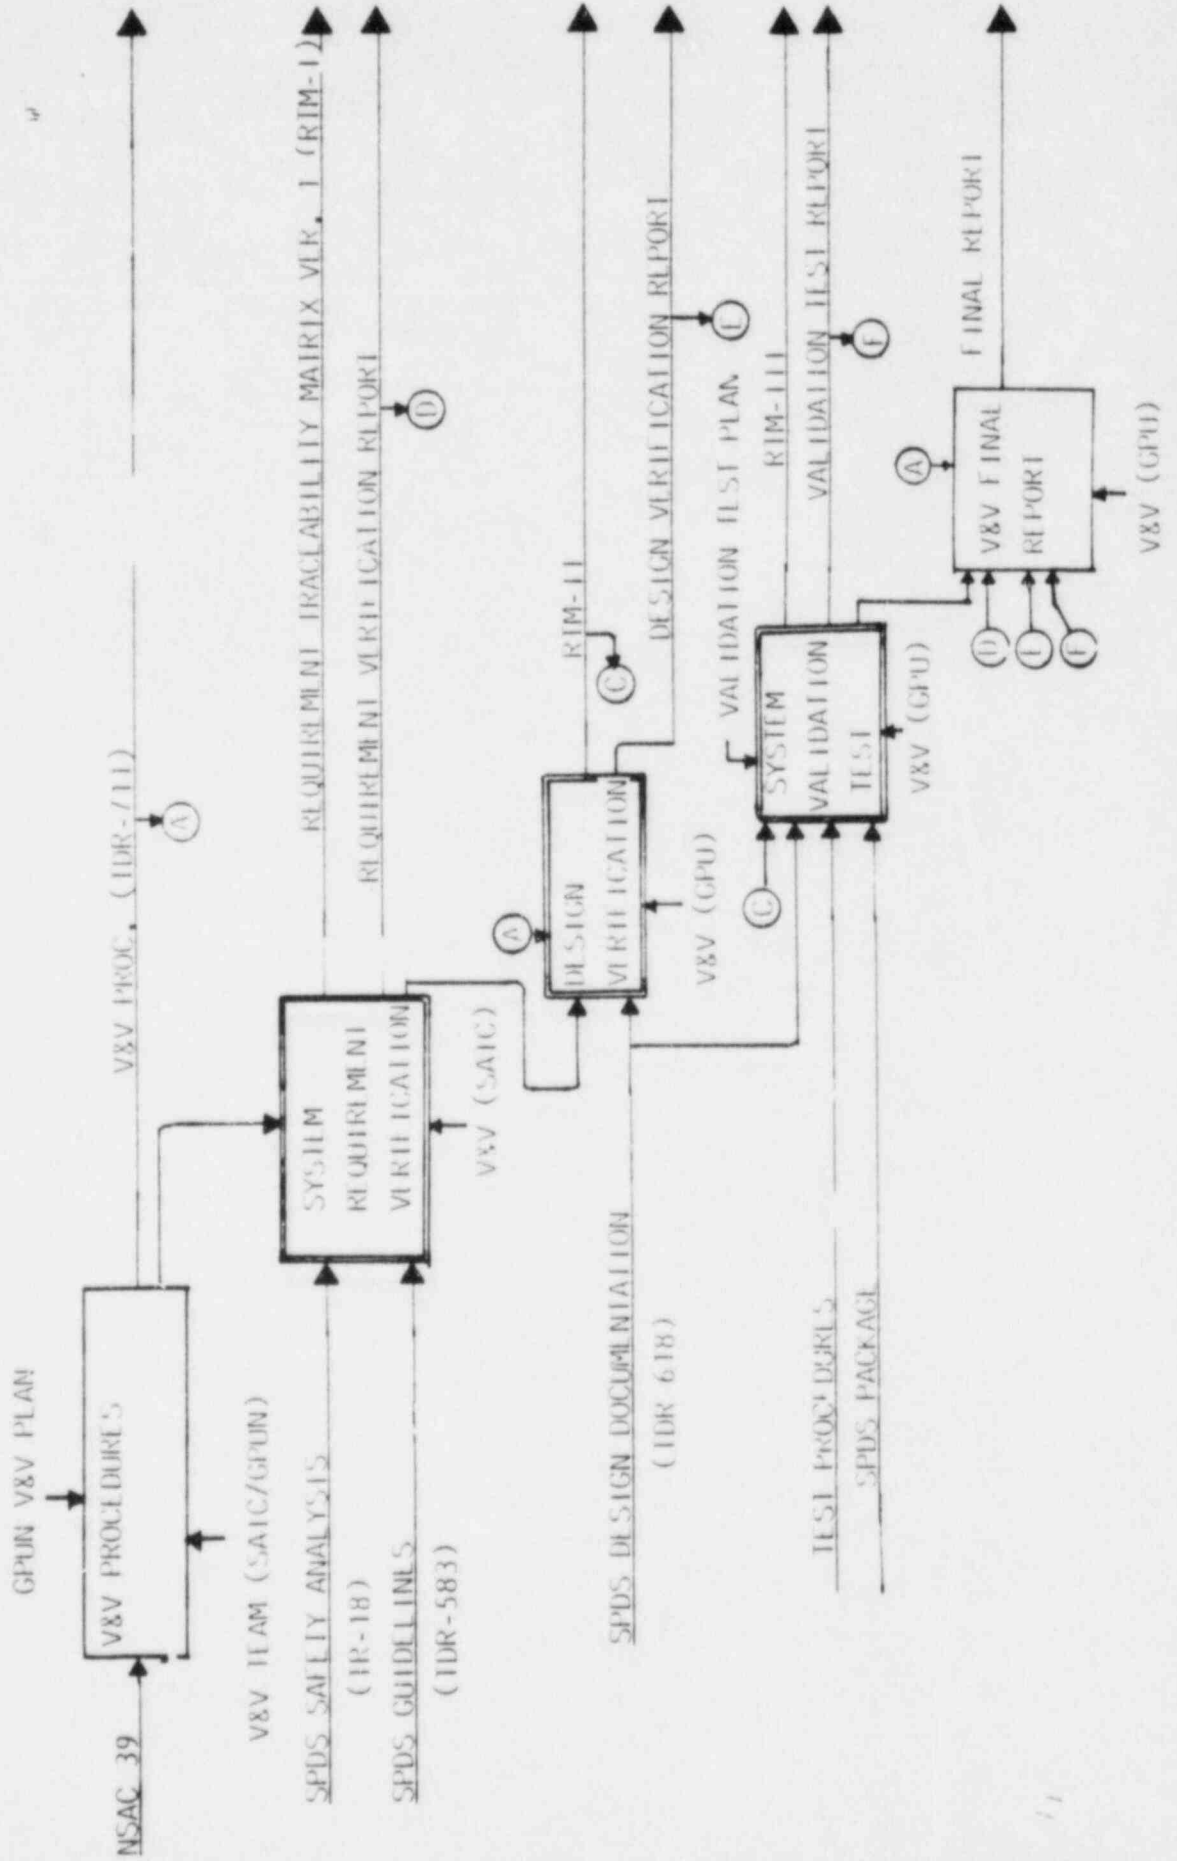 GPUN V&V PLAN
NSAC 39
V&V PROCEDURES
V&V TEAM (SAIC/GPUN)
V&V PROC. (TDR-711)
A
SPDS SAFETY ANALYSIS
(TR-18)
SPDS GUIDELINES
(TDR-583)
SYSTEM
REQUIREMENT
VERIFICATION
V&V (SAIC)
REQUIREMENT TRACEABILITY MATRIX VER. 1 (RTM-I)
REQUIREMENT VERIFICATION REPORT
D
SPDS DESIGN DOCUMENTATION
(TDR 618)
A
DESIGN
VERIFICATION
V&V (GPU)
RTM-II
C
DESIGN VERIFICATION REPORT
E
VALIDATION TEST PLAN
C
TEST PROCEDURES
SPDS PACKAGE
SYSTEM
VALIDATION
TEST
V&V (GPU)
RTM-III
VALIDATION TEST REPORT
F
A
D
E
F
V&V FINAL
REPORT
V&V (GPU)
FINAL REPORT